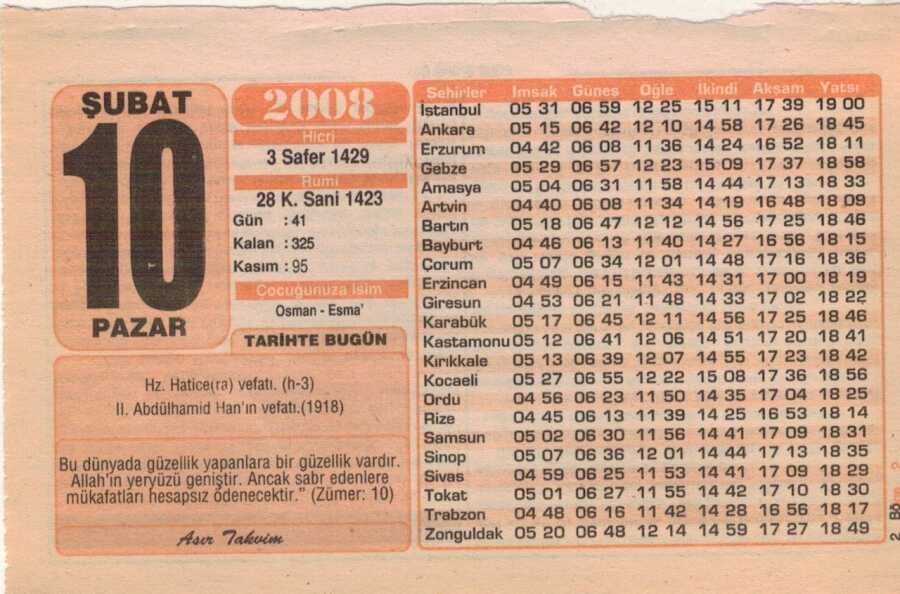 ŞUBAT
10
PAZAR
2008
Hicri
3 Safer 1429
Rumi
28 K. Sani 1423
Gün : 41
Kalan : 325
Kasım : 95
Çocuğunuza İsim
Osman - Esma'
TARİHTE BUGÜN
Hz. Hatice(ra) vefatı. (h-3)
II. Abdülhamid Han'ın vefatı.(1918)
Bu dünyada güzellik yapanlara bir güzellik vardır.
Allah'ın yeryüzü geniştir. Ancak sabr edenlere
mükafatları hesapsız ödenecektir." (Zümer: 10)
Asır Takvim
Şehirler İmsak Güneş Öğle İkindi Akşam Yatsı
İstanbul 05 31 06 59 12 25 15 11 17 39 19 00
Ankara 05 15 06 42 12 10 14 58 17 26 18 45
Erzurum 04 42 06 08 11 36 14 24 16 52 18 11
Gebze 05 29 06 57 12 23 15 09 17 37 18 58
Amasya 05 04 06 31 11 58 14 44 17 13 18 33
Artvin 04 40 06 08 11 34 14 19 16 48 18 09
Bartın 05 18 06 47 12 12 14 56 17 25 18 46
Bayburt 04 46 06 13 11 40 14 27 16 56 18 15
Çorum 05 07 06 34 12 01 14 48 17 16 18 36
Erzincan 04 49 06 15 11 43 14 31 17 00 18 19
Giresun 04 53 06 21 11 48 14 33 17 02 18 22
Karabük 05 17 06 45 12 11 14 56 17 25 18 46
Kastamonu 05 12 06 41 12 06 14 51 17 20 18 41
Kırıkkale 05 13 06 39 12 07 14 55 17 23 18 42
Kocaeli 05 27 06 55 12 22 15 08 17 36 18 56
Ordu 04 56 06 23 11 50 14 35 17 04 18 25
Rize 04 45 06 13 11 39 14 25 16 53 18 14
Samsun 05 02 06 30 11 56 14 41 17 09 18 31
Sinop 05 07 06 36 12 01 14 44 17 13 18 35
Sivas 04 59 06 25 11 53 14 41 17 09 18 29
Tokat 05 01 06 27 11 55 14 42 17 10 18 30
Trabzon 04 48 06 16 11 42 14 28 16 56 18 17
Zonguldak 05 20 06 48 12 14 14 59 17 27 18 49